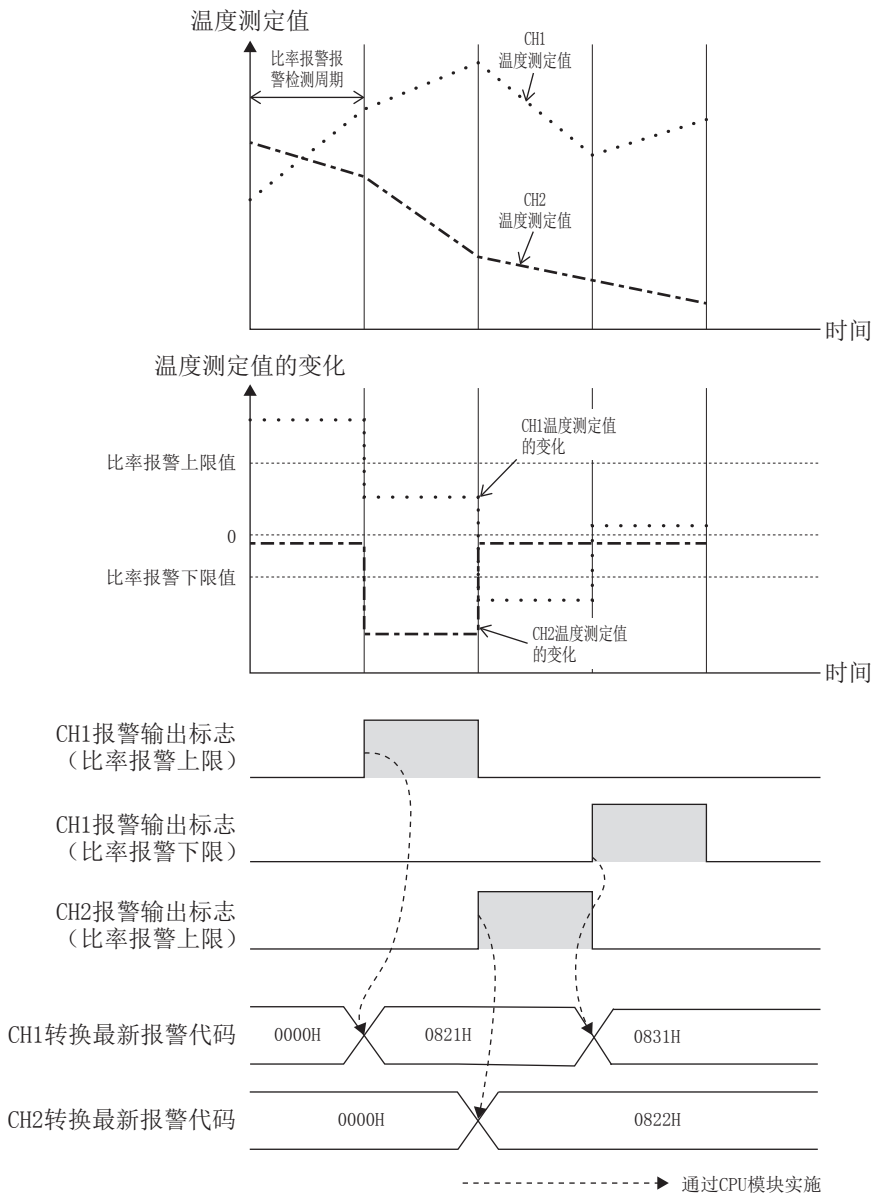 温度测定值
比率报警报
警检测周期
CH1
温度测定值
CH2
温度测定值
时间
温度测定值的变化
CH1温度测定值
的变化
比率报警上限值
0
比率报警下限值
CH2温度测定值
的变化
时间
CH1报警输出标志
（比率报警上限）
CH1报警输出标志
（比率报警下限）
CH2报警输出标志
（比率报警上限）
CH1转换最新报警代码
0000H
0821H
0831H
CH2转换最新报警代码
0000H
0822H
通过CPU模块实施